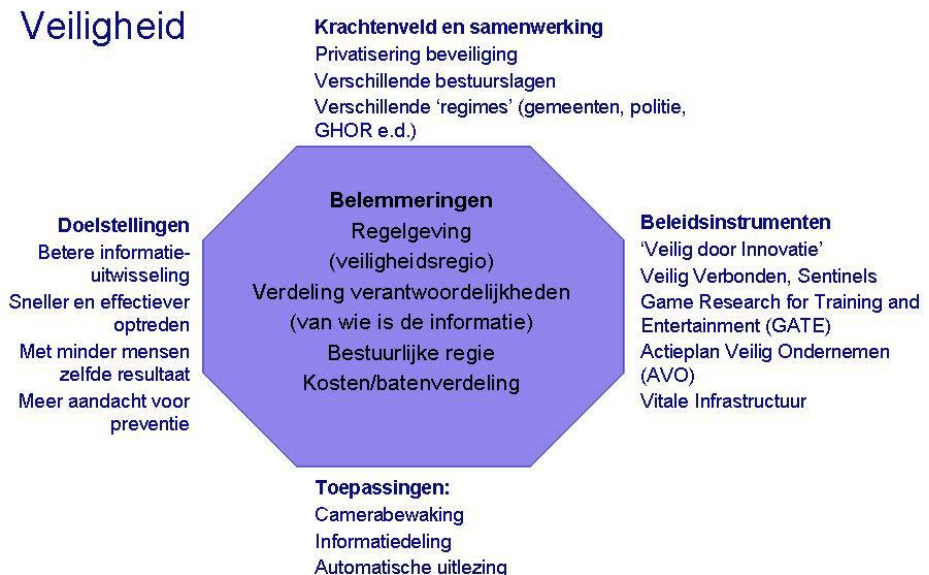 Veiligheid
Krachtenveld en samenwerking
Privatisering beveiliging
Verschillende bestuurslagen
Verschillende ‘regimes’ (gemeenten, politie,
GHOR e.d.)
Doelstellingen
Betere informatie-
uitwisseling
Sneller en effectiever
optreden
Met minder mensen
zelfde resultaat
Meer aandacht voor
preventie
Belemmeringen
Regelgeving
(veiligheidsregio)
Verdeling verantwoordelijkheden
(van wie is de informatie)
Bestuurlijke regie
Kosten/batenverdeling
Beleidsinstrumenten
‘Veilig door Innovatie’
Veilig Verbonden, Sentinels
Game Research for Training and
Entertainment (GATE)
Actieplan Veilig Ondernemen
(AVO)
Vitale Infrastructuur
Toepassingen:
Camerabewaking
Informatiedeling
Automatische uitlezing